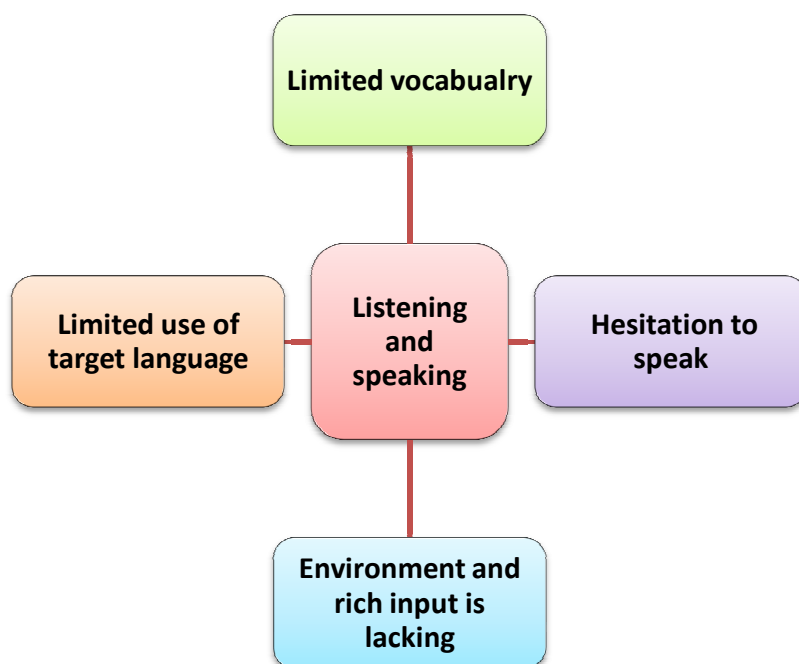 Limited vocabualry
Limited use of
target language
Listening
and
speaking
Hesitation to
speak
Environment and
rich input is
lacking